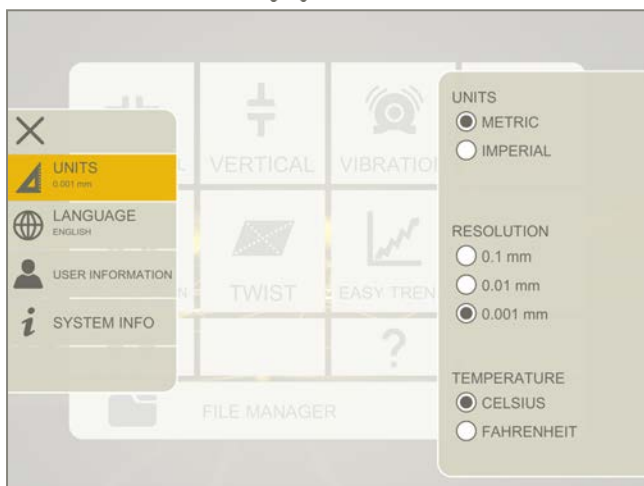 UNITS
0.001 mm
LANGUAGE
ENGLISH
USER INFORMATION
SYSTEM INFO
VERTICAL
VIBRATIO
TWIST
EASY TREN
?
FILE MANAGER
UNITS
METRIC
IMPERIAL
RESOLUTION
0.1 mm
0.01 mm
0.001 mm
TEMPERATURE
CELSIUS
FAHRENHEIT